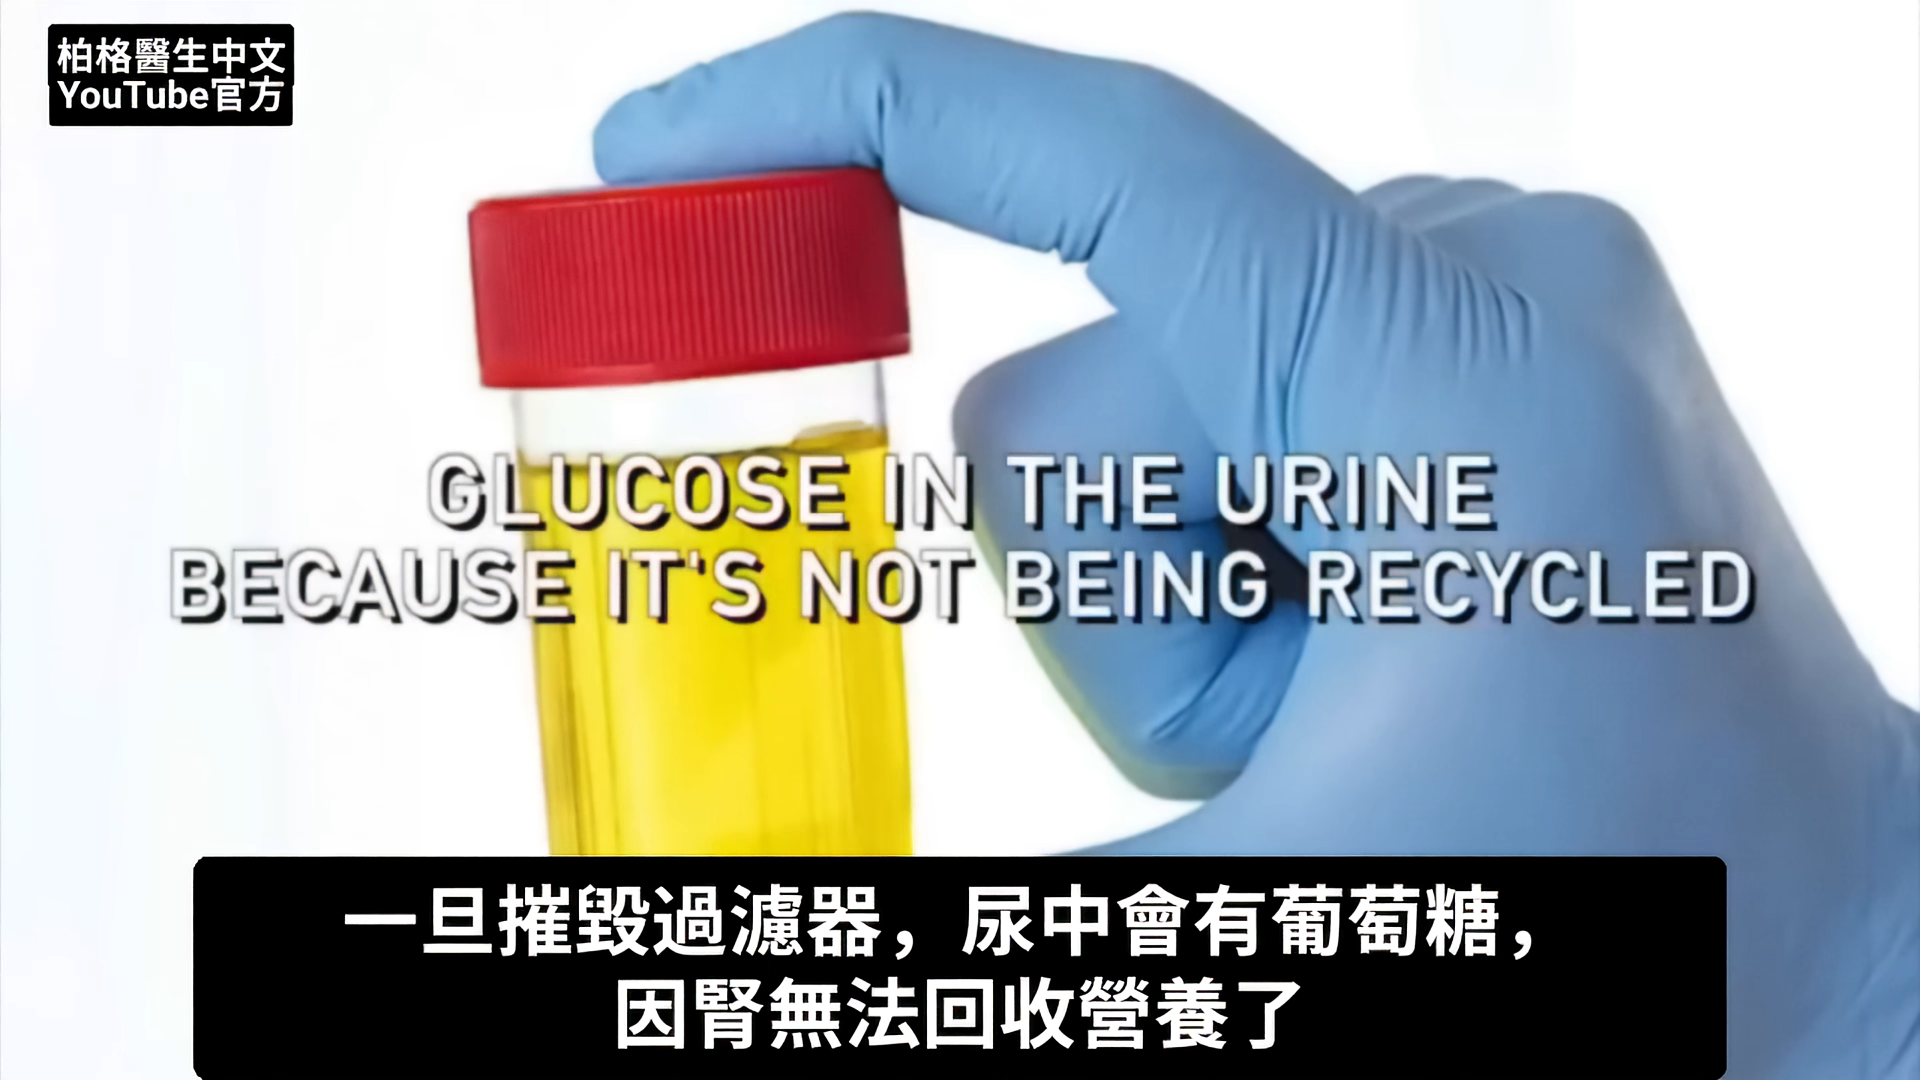 柏格醫生中文
YouTube官方
GLUCOSE IN THE URINE
BECAUSE IT'S NOT BEING RECYCLED
一旦摧毀過濾器，尿中會有葡萄糖，
因腎無法回收營養了